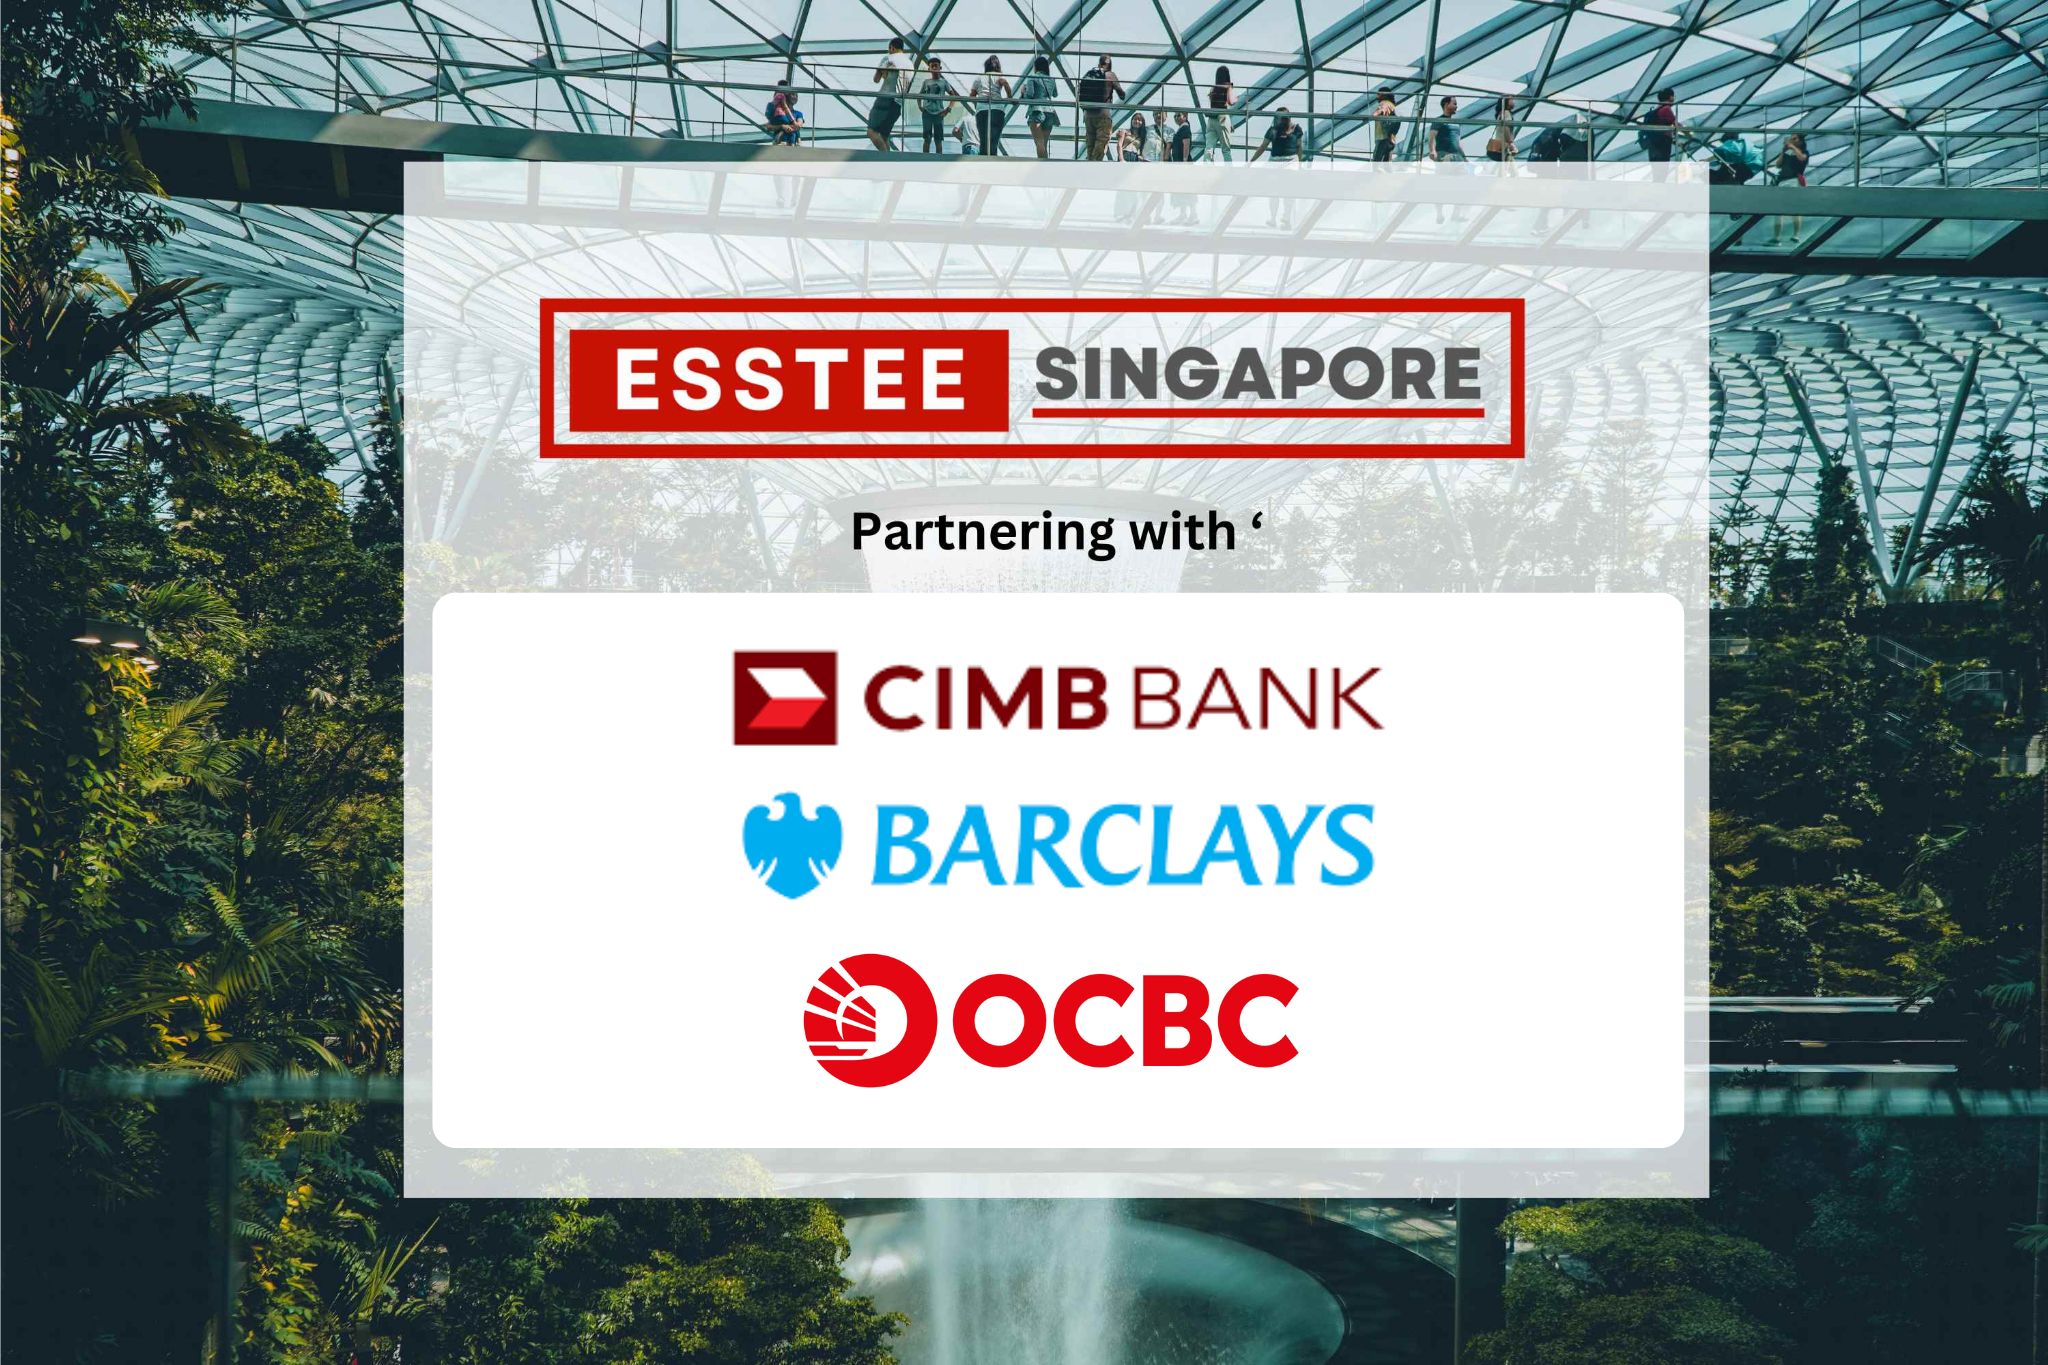 ESSTEE SINGAPORE
Partnering with ‘
CIMB BANK
BARCLAYS
OCBC